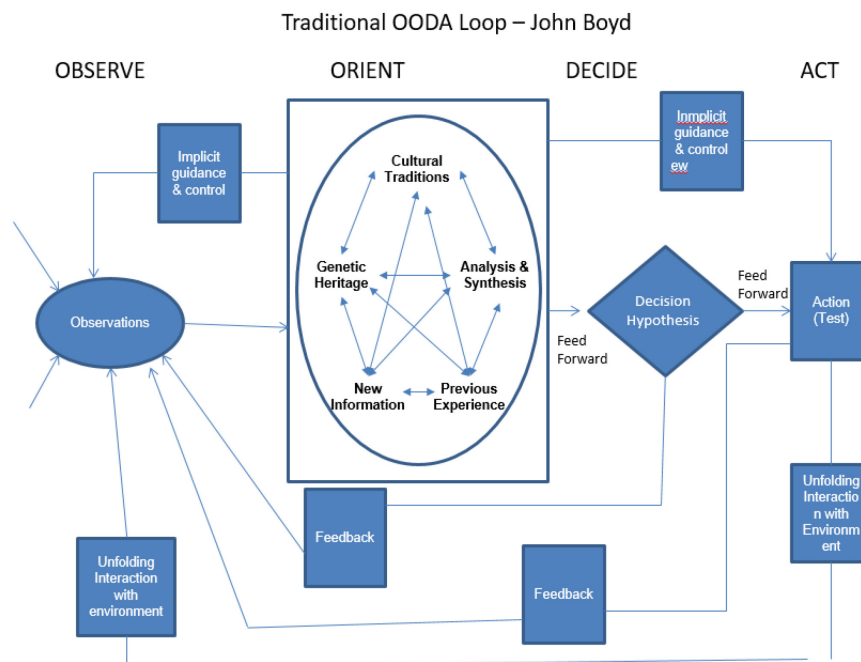 Traditional OODA Loop – John Boyd
OBSERVE
ORIENT
DECIDE
ACT
Implicit
guidance
& control
Inmplicit
guidance
& control
ew
Cultural
Traditions
Genetic
Heritage
Analysis &
Synthesis
New
Information
Previous
Experience
Observations
Feed
Forward
Decision
Hypothesis
Feed
Forward
Action
(Test)
Feedback
Unfolding
Interactio
n with
Environm
ent
Unfolding
Interaction
with
environment
Feedback